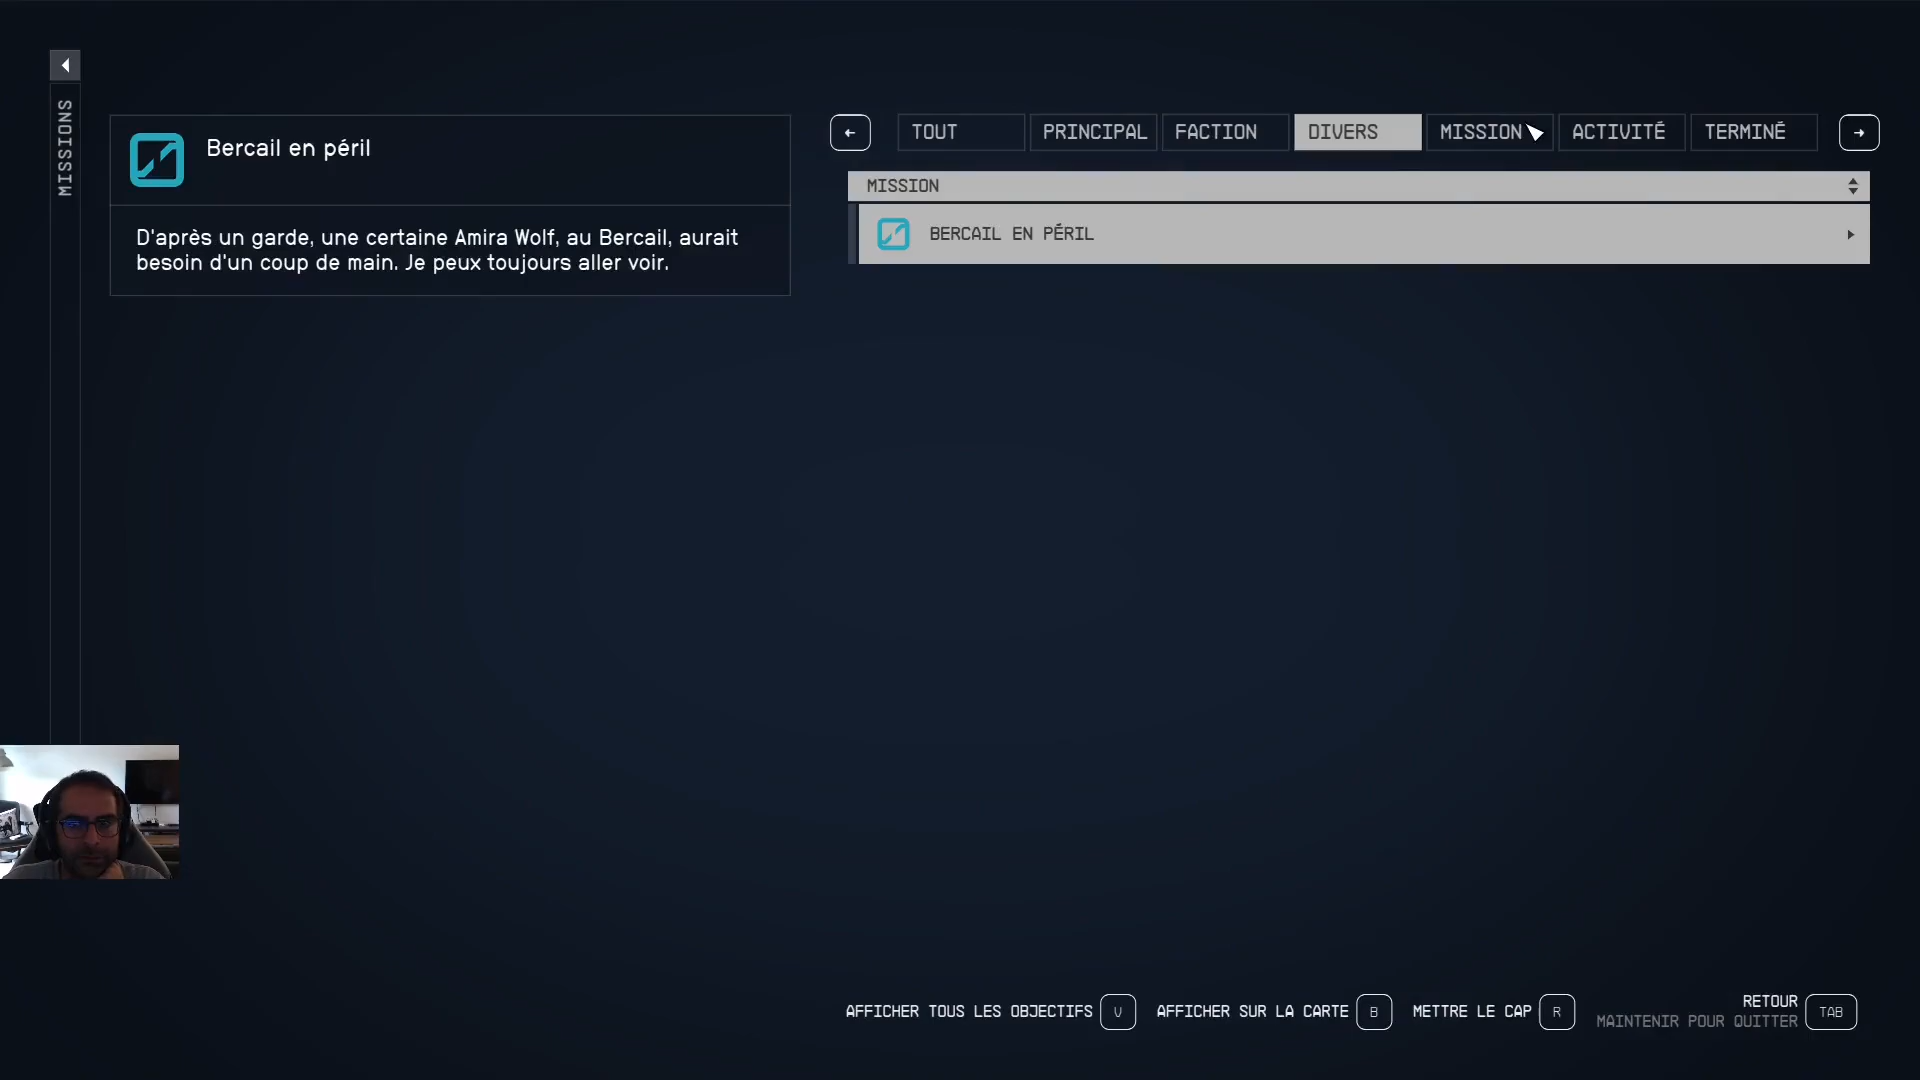 MISSIONS
Bercail en péril
D'après un garde, une certaine Amira Wolf, au Bercail, aurait
besoin d'un coup de main. Je peux toujours aller voir.
TOUT
PRINCIPAL
FACTION
DIVERS
MISSION
ACTIVITÉ
TERMINÉ
MISSION
BERCAIL EN PÉRIL
AFFICHER TOUS LES OBJECTIFS V
AFFICHER SUR LA CARTE B
METTRE LE CAP R
RETOUR
MAINTENIR POUR QUITTER
TAB